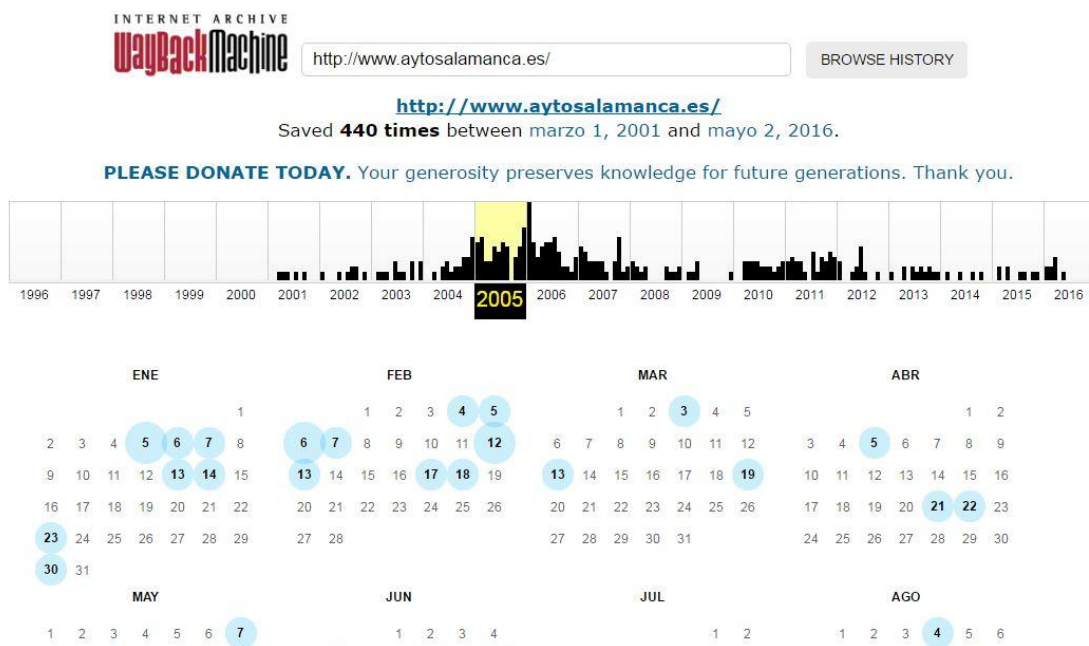 INTERNET ARCHIVE
WayBackMachine
http://www.aytosalamanca.es/
BROWSE HISTORY
http://www.aytosalamanca.es/
Saved 440 times between marzo 1, 2001 and mayo 2, 2016.
PLEASE DONATE TODAY. Your generosity preserves knowledge for future generations. Thank you.
1996 1997 1998 1999 2000 2001 2002 2003 2004 2005 2006 2007 2008 2009 2010 2011 2012 2013 2014 2015 2016
ENE
1
2 3 4 5 6 7 8
9 10 11 12 13 14 15
16 17 18 19 20 21 22
23 24 25 26 27 28 29
30 31
FEB
1 2 3 4 5
6 7 8 9 10 11 12
13 14 15 16 17 18 19
20 21 22 23 24 25 26
27 28
MAR
1 2 3 4 5
6 7 8 9 10 11 12
13 14 15 16 17 18 19
20 21 22 23 24 25 26
27 28 29 30 31
ABR
1 2
3 4 5 6 7 8 9
10 11 12 13 14 15 16
17 18 19 20 21 22 23
24 25 26 27 28 29 30
MAY
1 2 3 4 5 6 7
JUN
1 2 3 4
JUL
1 2
AGO
1 2 3 4 5 6